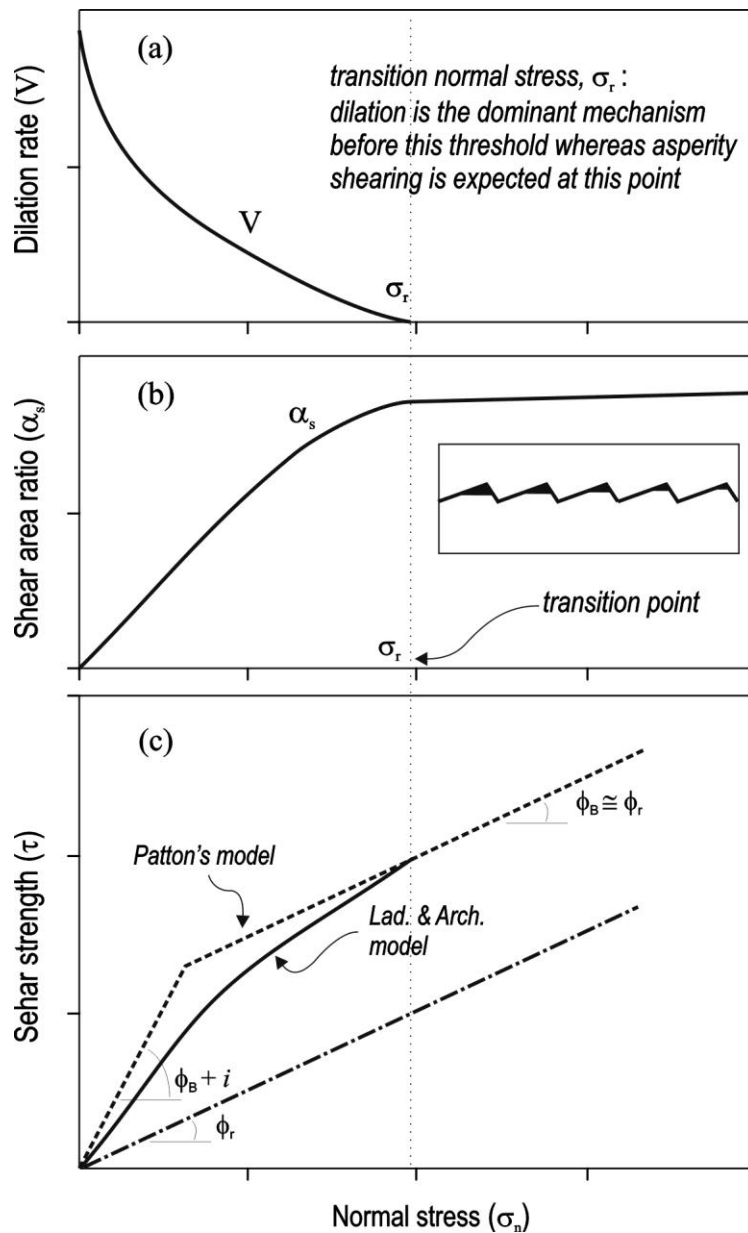 (a)
transition normal stress, σr :
dilation is the dominant mechanism
before this threshold whereas asperity
shearing is expected at this point
Dilation rate (V)
V
σr
(b)
αs
Shear area ratio (αs)
transition point
σr
(c)
ϕB ≅ ϕr
Patton's model
Lad. & Arch.
model
Sehar strength (τ)
ϕB + i
ϕr
Normal stress (σn)